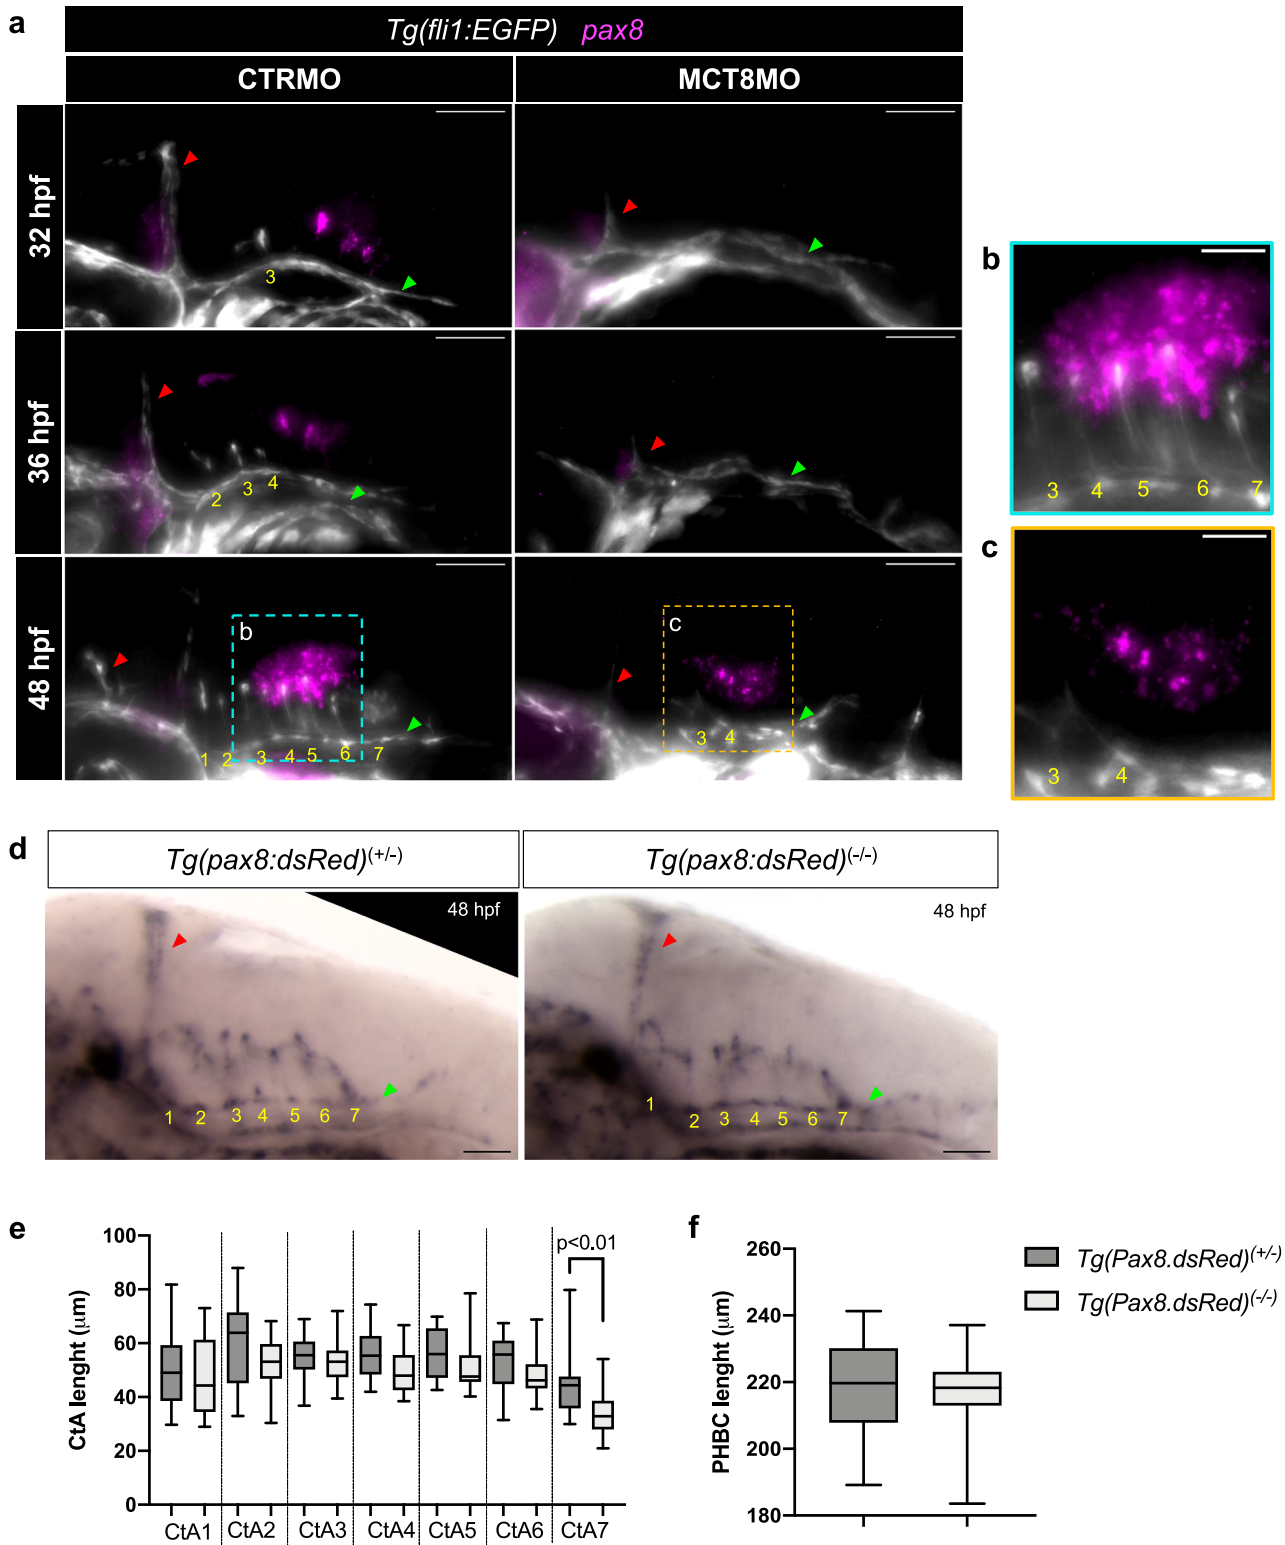 a
Tg(fli1:EGFP) pax8
CTRMO
MCT8MO
32 hpf
3
36 hpf
2 3 4
48 hpf
b
1 2 3 4 5 6 7
c
3 4
b
3 4 5 6 7
c
3 4
d
Tg(pax8:dsRed)(+/-)
Tg(pax8:dsRed)(-/-)
48 hpf
1 2 3 4 5 6 7
48 hpf
1 2 3 4 5 6 7
e
CtA lenght (μm)
100
80
60
40
20
0
p<0.01
CtA1 CtA2 CtA3 CtA4 CtA5 CtA6 CtA7
f
PHBC lenght (μm)
260
240
220
200
180
Tg(Pax8.dsRed)(+/-)
Tg(Pax8.dsRed)(-/-)